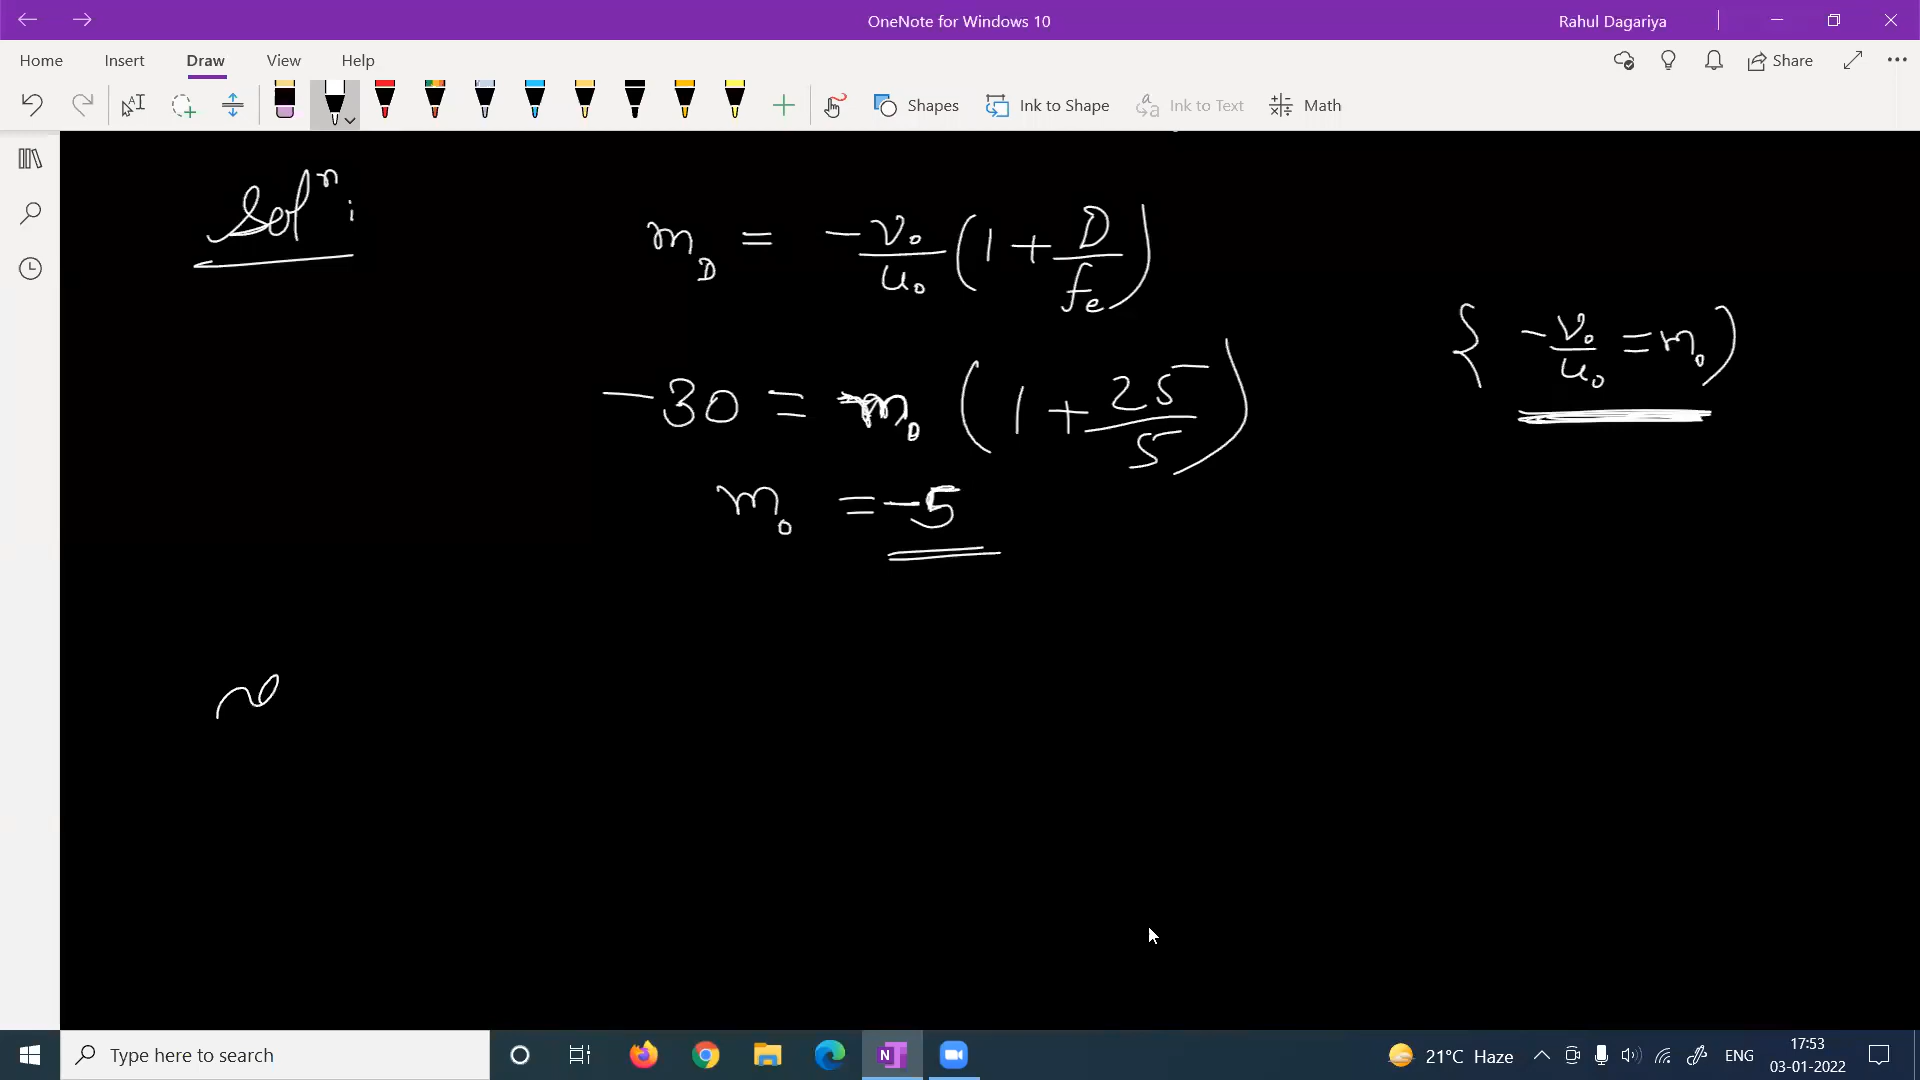 OneNote for Windows 10
Rahul Dagariya
Home Insert Draw View Help
Share
Shapes
Ink to Shape
Ink to Text
Math
Solⁿ:
m_D = -v₀/u₀ (1 + D/fₑ)
{ -v₀/u₀ = m₀ )
-30 = m₀ (1 + 25/5)
m₀ = -5
Type here to search
21°C Haze
ENG
17:53
03-01-2022